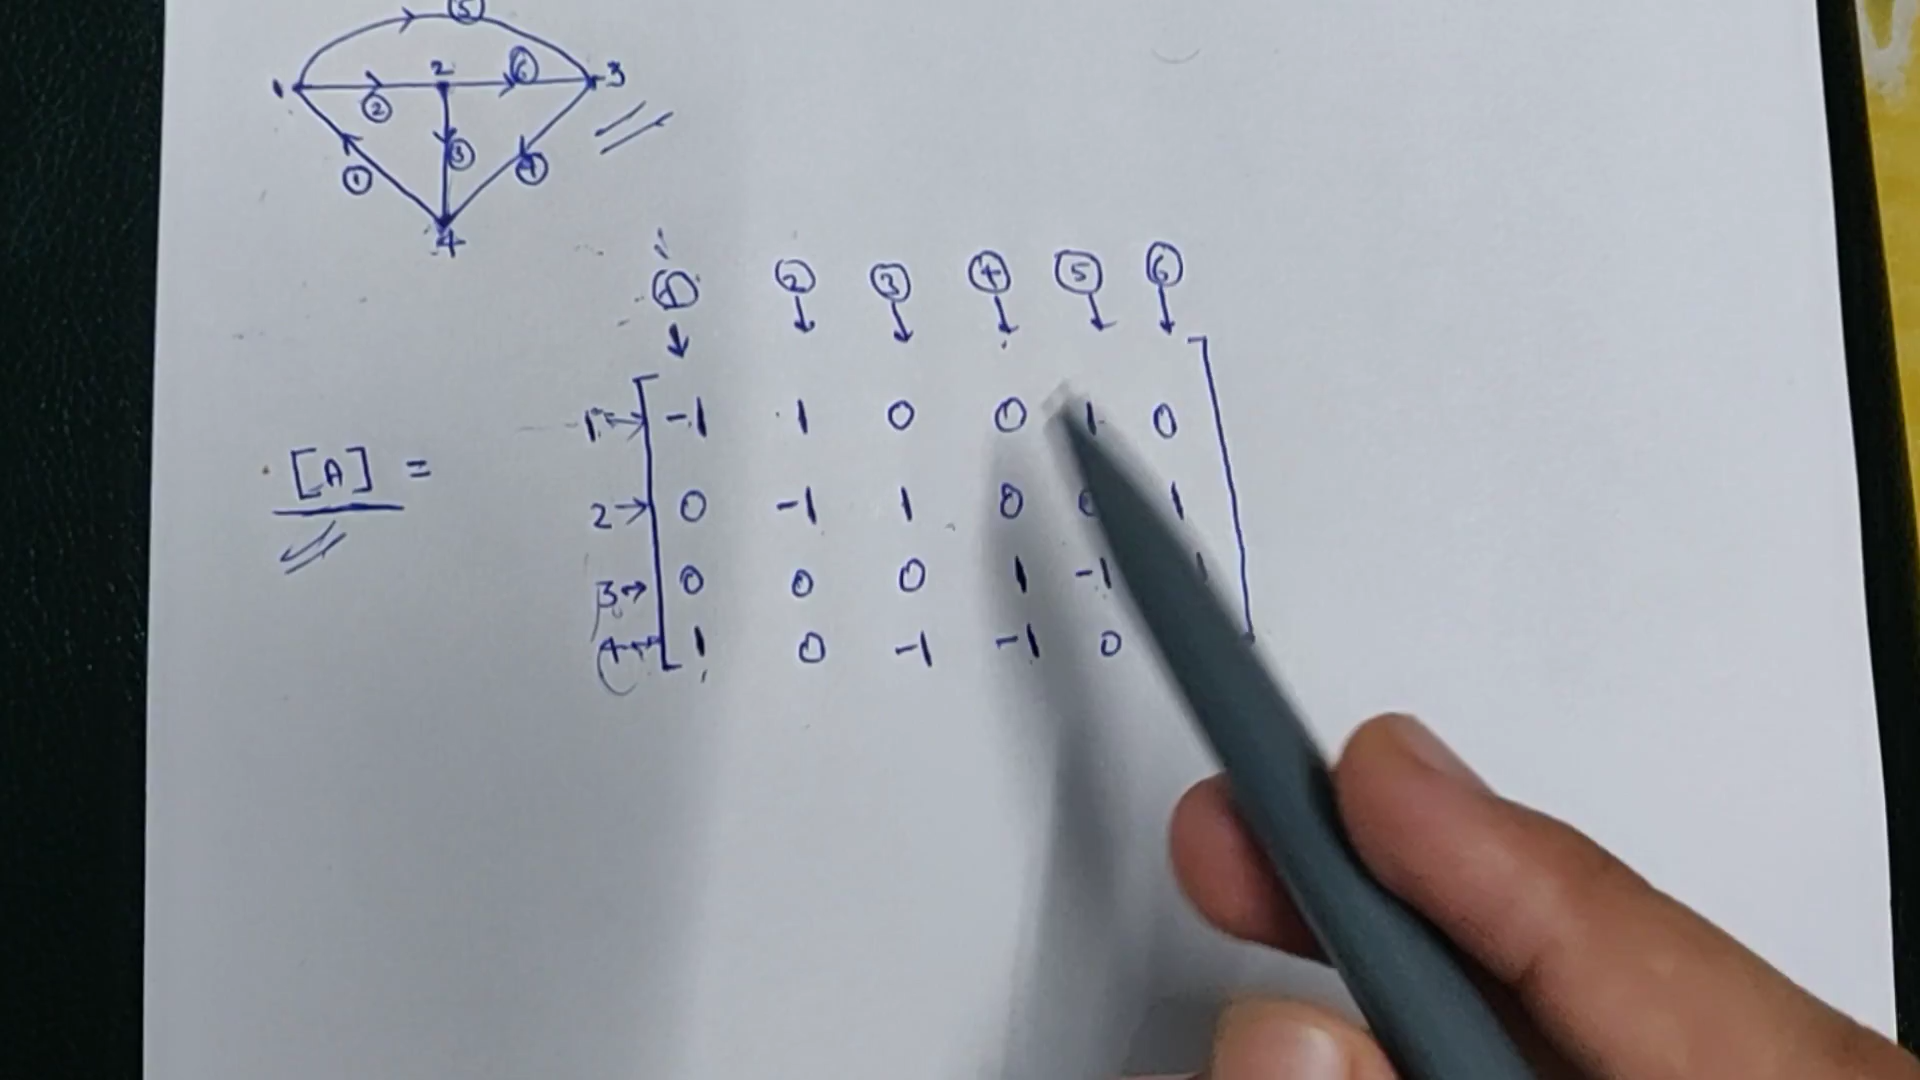 5
1 2 6 3
2
3
1 4
4
1 2 3 4 5 6
1 -1 1 0 0 1 0
[A] =
2 0 -1 1 0 0 1
3 0 0 0 1 -1 1
4 1 0 -1 -1 0